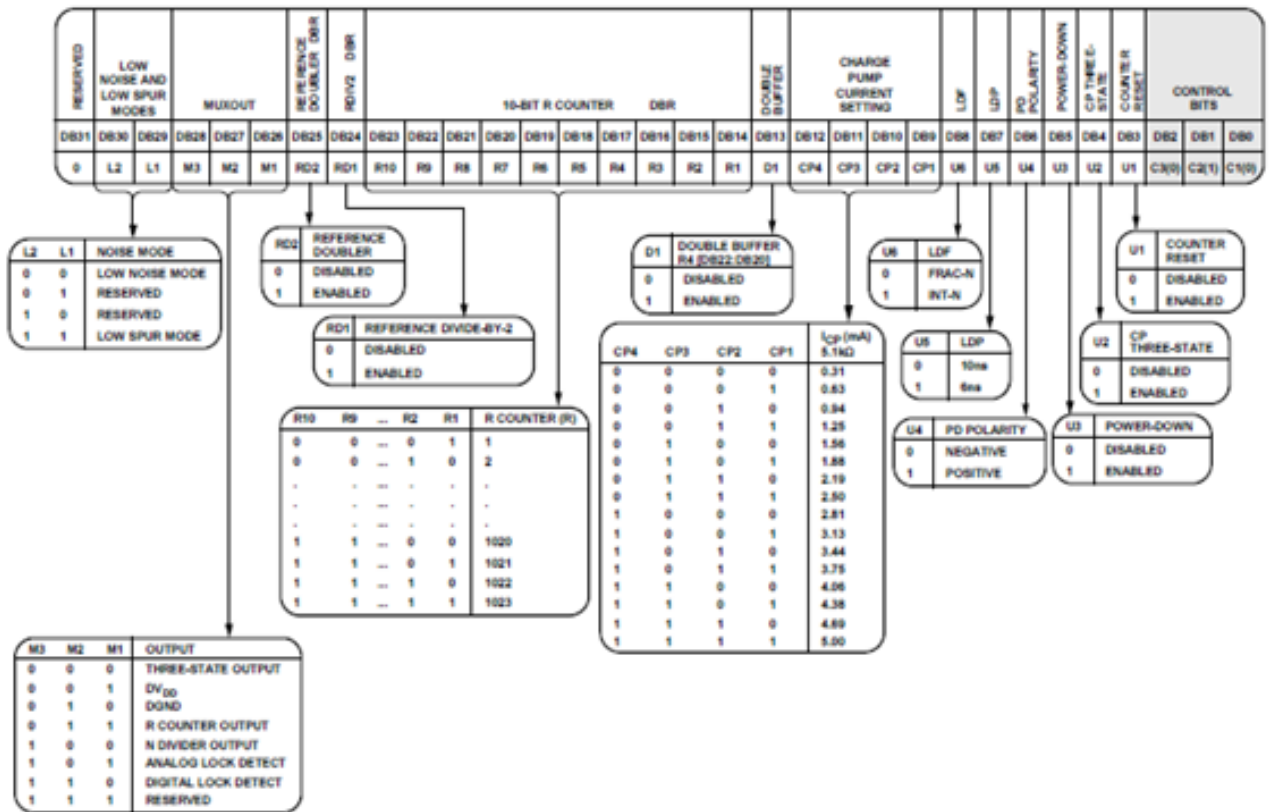 RESERVED
LOW
NOISE AND
LOW SPUR
MODES
MUXOUT
REFERENCE
DOUBLER DBR
RDIV2 DBR
10-BIT R COUNTER DBR
DOUBLE
BUFFER
CHARGE
PUMP
CURRENT
SETTING
LDF
LDP
PD
POLARITY
POWER-DOWN
CP THREE-
STATE
COUNTER
RESET
CONTROL
BITS
DB31 DB30 DB29 DB28 DB27 DB26 DB25 DB24 DB23 DB22 DB21 DB20 DB19 DB18 DB17 DB16 DB15 DB14 DB13 DB12 DB11 DB10 DB9 DB8 DB7 DB6 DB5 DB4 DB3 DB2 DB1 DB0
0 L2 L1 M3 M2 M1 RD2 RD1 R10 R9 R8 R7 R6 R5 R4 R3 R2 R1 D1 CP4 CP3 CP2 CP1 U6 U5 U4 U3 U2 U1 C3(0) C2(1) C1(0)
L2 L1 NOISE MODE
0 0 LOW NOISE MODE
0 1 RESERVED
1 0 RESERVED
1 1 LOW SPUR MODE
RD2 REFERENCE
DOUBLER
0 DISABLED
1 ENABLED
RD1 REFERENCE DIVIDE-BY-2
0 DISABLED
1 ENABLED
R10 R9 ... R2 R1 R COUNTER (R)
0 0 ... 0 1 1
0 0 ... 1 0 2
. . ... . . .
. . ... . . .
. . ... . . .
1 1 ... 0 0 1020
1 1 ... 0 1 1021
1 1 ... 1 0 1022
1 1 ... 1 1 1023
D1 DOUBLE BUFFER
R4 [DB22:DB20]
0 DISABLED
1 ENABLED
CP4 CP3 CP2 CP1 ICP (mA)
5.1kΩ
0 0 0 0 0.31
0 0 0 1 0.63
0 0 1 0 0.94
0 0 1 1 1.25
0 1 0 0 1.56
0 1 0 1 1.88
0 1 1 0 2.19
0 1 1 1 2.50
1 0 0 0 2.81
1 0 0 1 3.13
1 0 1 0 3.44
1 0 1 1 3.75
1 1 0 0 4.06
1 1 0 1 4.38
1 1 1 0 4.69
1 1 1 1 5.00
U6 LDF
0 FRAC-N
1 INT-N
U5 LDP
0 10ns
1 6ns
U4 PD POLARITY
0 NEGATIVE
1 POSITIVE
U1 COUNTER
RESET
0 DISABLED
1 ENABLED
U2 CP
THREE-STATE
0 DISABLED
1 ENABLED
U3 POWER-DOWN
0 DISABLED
1 ENABLED
M3 M2 M1 OUTPUT
0 0 0 THREE-STATE OUTPUT
0 0 1 DVDD
0 1 0 DGND
0 1 1 R COUNTER OUTPUT
1 0 0 N DIVIDER OUTPUT
1 0 1 ANALOG LOCK DETECT
1 1 0 DIGITAL LOCK DETECT
1 1 1 RESERVED